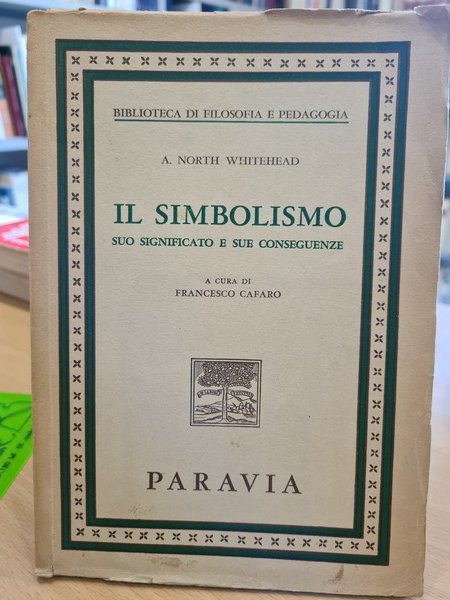 BIBLIOTECA DI FILOSOFIA E PEDAGOGIA
A. NORTH WHITEHEAD
IL SIMBOLISMO
SUO SIGNIFICATO E SUE CONSEGUENZE
A CURA DI
FRANCESCO CAFARO
PARAVIA